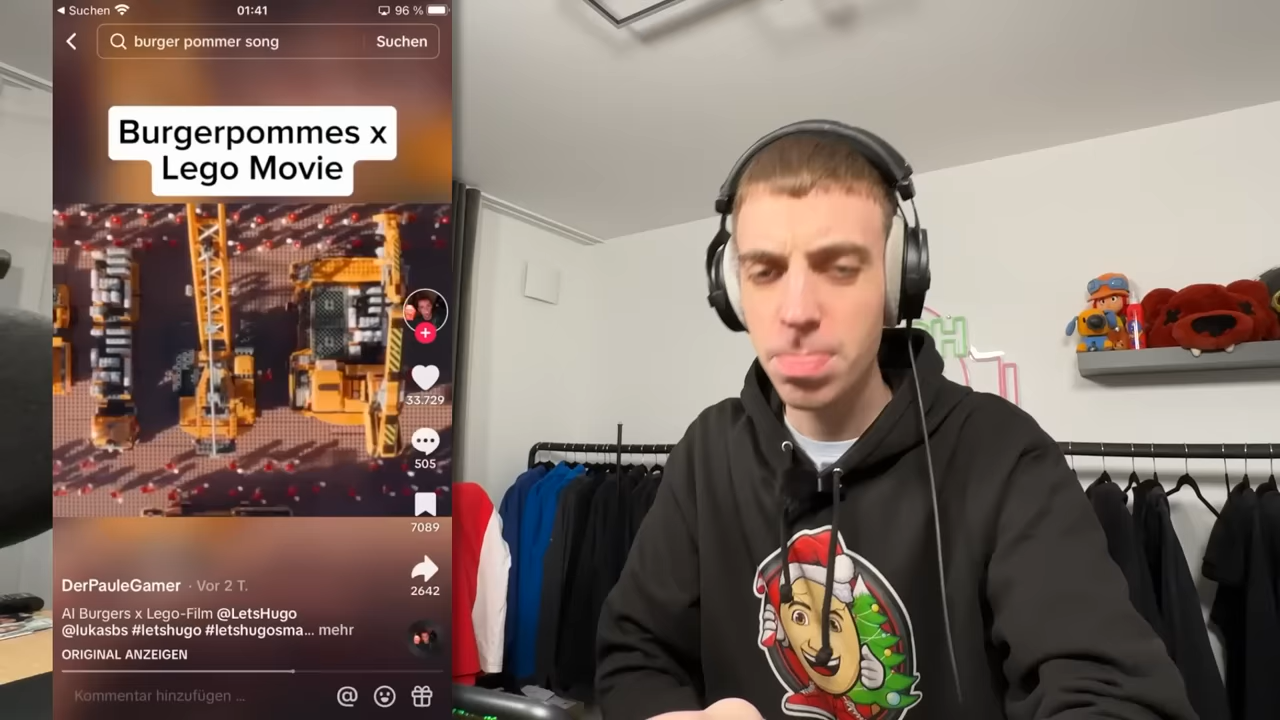 Suchen
01:41
96 %
burger pommer song
Suchen
Burgerpommes x
Lego Movie
33.729
505
7089
2642
DerPauleGamer · Vor 2 T.
AI Burgers x Lego-Film @LetsHugo
@lukasbs #letshugo #letshugosma... mehr
ORIGINAL ANZEIGEN
Kommentar hinzufügen ...